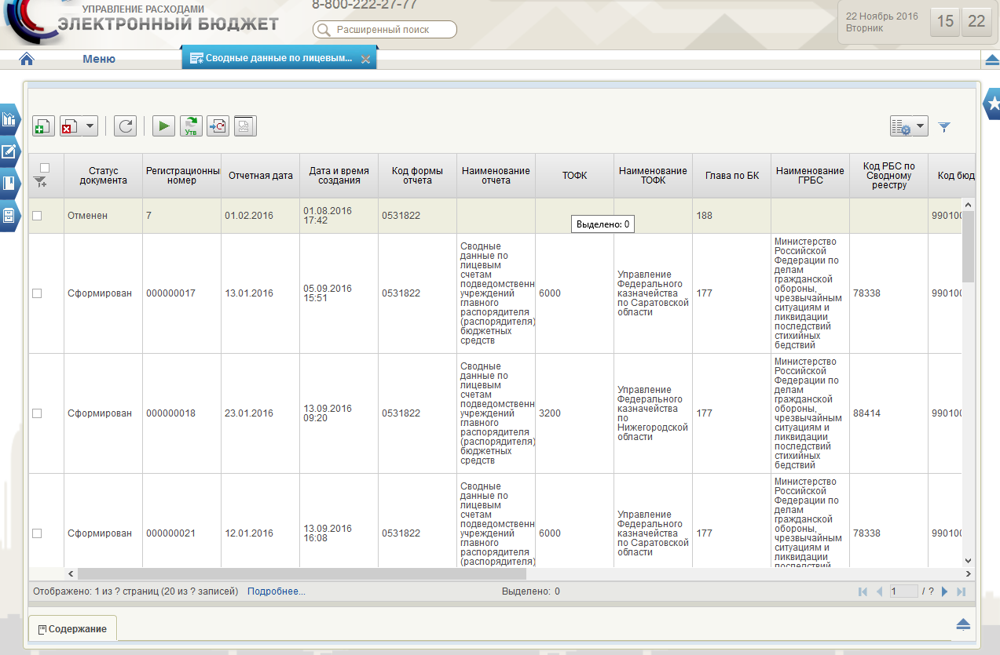 УПРАВЛЕНИЕ РАСХОДАМИ
ЭЛЕКТРОННЫЙ БЮДЖЕТ
8-800-222-27-77
Расширенный поиск
22 Ноябрь 2016
Вторник
15 22
Меню
Сводные данные по лицевым...
Утв
Статус
документа
Регистрационны
номер
Отчетная дата
Дата и время
создания
Код формы
отчета
Наименование
отчета
ТОФК
Наименование
ТОФК
Глава по БК
Наименование
ГРБС
Код РБС по
Сводному
реестру
Код бюд
Отменен
7
01.02.2016
01.08.2016
17:42
0531822
188
99010
Выделено: 0
Сформирован
000000017
13.01.2016
05.09.2016
15:51
0531822
Сводные
данные по
лицевым
счетам
подведомственн
учреждений
главного
распорядителя
(распорядителя)
бюджетных
средств
6000
Управление
Федерального
казначейства
по Саратовской
области
177
Министерство
Российской
Федерации по
делам
гражданской
обороны,
чрезвычайным
ситуациям и
ликвидации
последствий
стихийных
бедствий
78338
99010
Сформирован
000000018
23.01.2016
13.09.2016
09:20
0531822
Сводные
данные по
лицевым
счетам
подведомственн
учреждений
главного
распорядителя
(распорядителя)
бюджетных
средств
3200
Управление
Федерального
казначейства
по
Нижегородской
области
177
Министерство
Российской
Федерации по
делам
гражданской
обороны,
чрезвычайным
ситуациям и
ликвидации
последствий
стихийных
бедствий
88414
99010
Сформирован
000000021
12.01.2016
13.09.2016
16:08
0531822
Сводные
данные по
лицевым
счетам
подведомственн
учреждений
главного
распорядителя
(распорядителя)
6000
Управление
Федерального
казначейства
по Саратовской
области
177
Министерство
Российской
Федерации по
делам
гражданской
обороны,
чрезвычайным
ситуациям и
ликвидации
последствий
78338
99010
Отображено: 1 из ? страниц (20 из ? записей) Подробнее...
Выделено: 0
1 / ?
Содержание